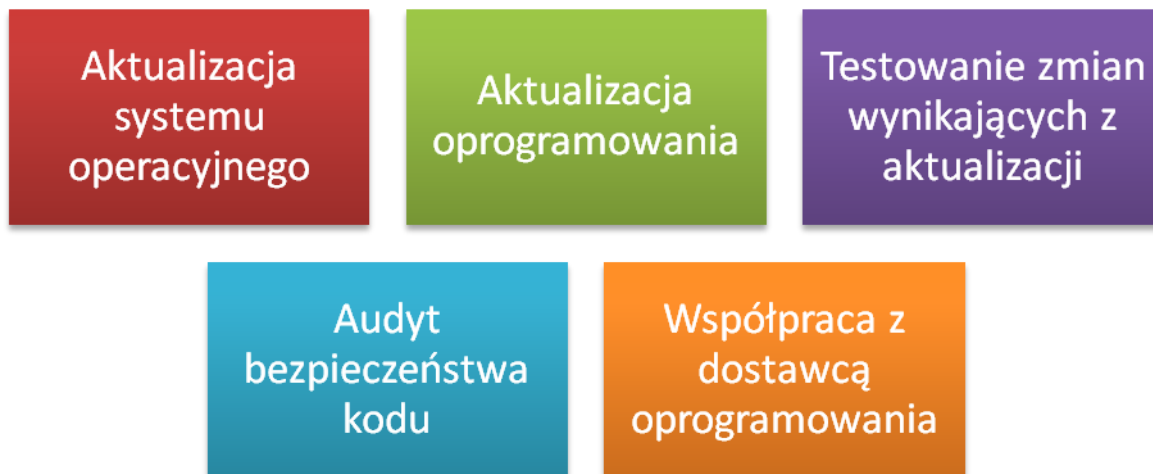 Aktualizacja
systemu
operacyjnego
Aktualizacja
oprogramowania
Testowanie zmian
wynikających z
aktualizacji
Audyt
bezpieczeństwa
kodu
Współpraca z
dostawcą
oprogramowania